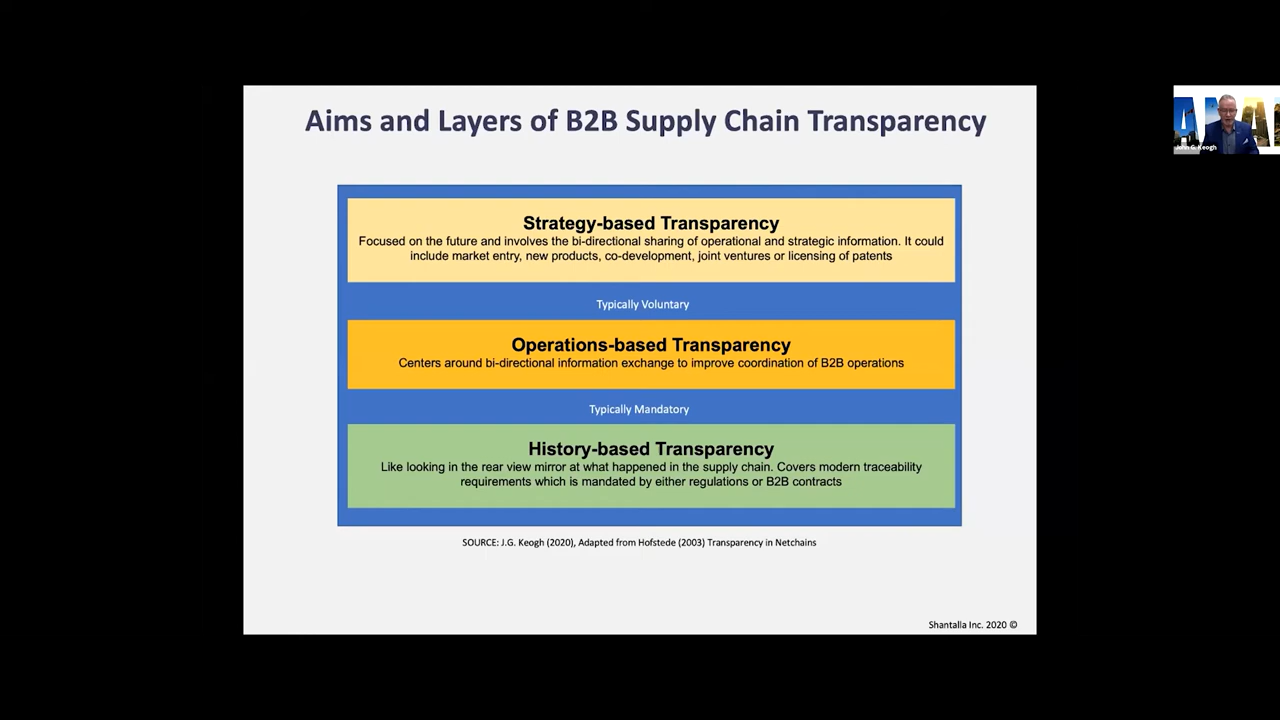 Aims and Layers of B2B Supply Chain Transparency
Strategy-based Transparency
Focused on the future and involves the bi-directional sharing of operational and strategic information. It could
include market entry, new products, co-development, joint ventures or licensing of patents
Typically Voluntary
Operations-based Transparency
Centers around bi-directional information exchange to improve coordination of B2B operations
Typically Mandatory
History-based Transparency
Like looking in the rear view mirror at what happened in the supply chain. Covers modern traceability
requirements which is mandated by either regulations or B2B contracts
SOURCE: J.G. Keogh (2020), Adapted from Hofstede (2003) Transparency in Netchains
Shantalla Inc. 2020 ©
John G. Keogh